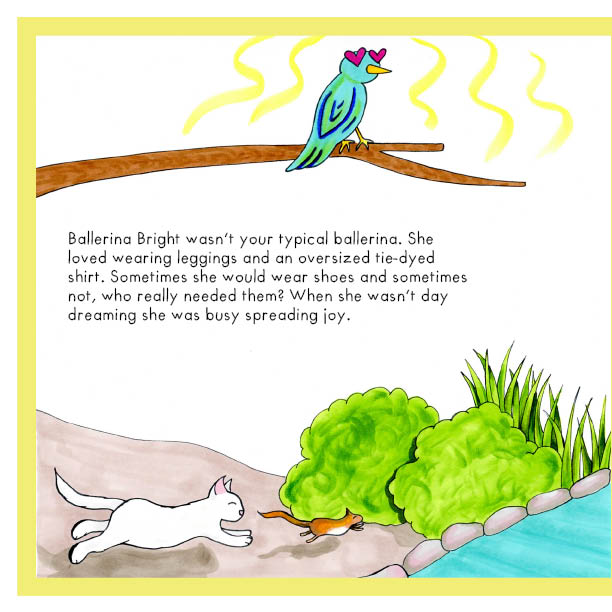 Ballerina Bright wasn't your typical ballerina. She
loved wearing leggings and an oversized tie-dyed
shirt. Sometimes she would wear shoes and sometimes
not, who really needed them? When she wasn't day
dreaming she was busy spreading joy.